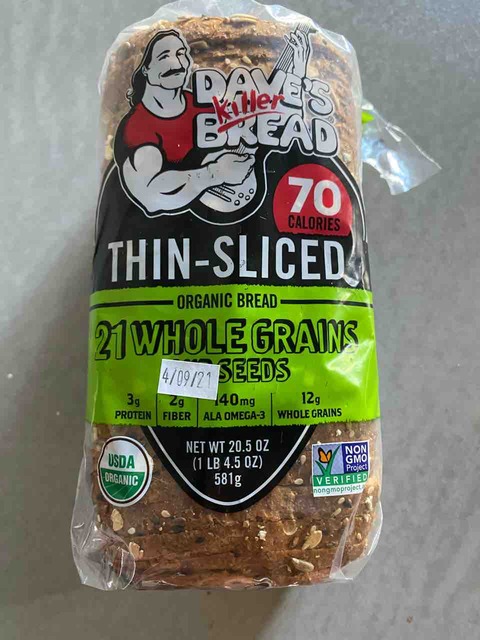 DAVE'S
killer
BREAD®
70
CALORIES
THIN-SLICED
ORGANIC BREAD
21 WHOLE GRAINS
SEEDS
4/09/21
3g
PROTEIN
2g
FIBER
140mg
ALA OMEGA-3
12g
WHOLE GRAINS
NET WT 20.5 OZ
(1 LB 4.5 OZ)
581g
USDA
ORGANIC
NON
GMO
Project
VERIFIED
nongmoproject.